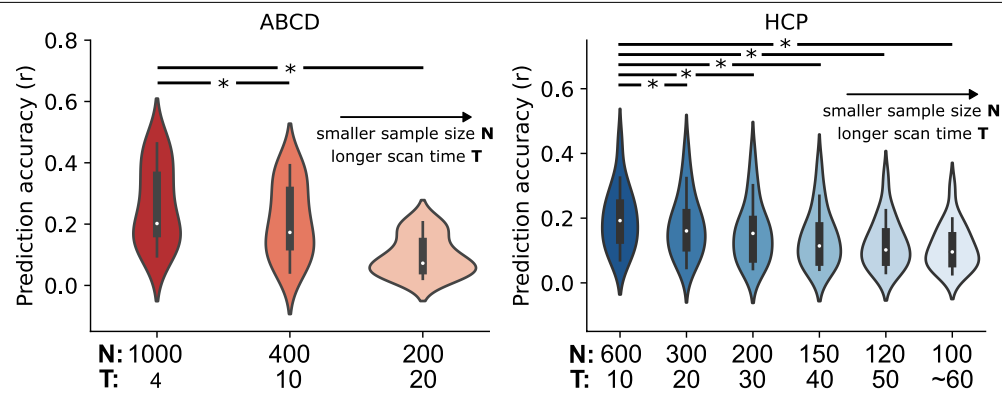 ABCD
Prediction accuracy (r)
0.8
0.6
0.4
0.2
0.0
*
*
smaller sample size N
longer scan time T
N: 1000 400 200
T: 4 10 20
HCP
Prediction accuracy (r)
0.6
0.4
0.2
0.0
*
*
*
*
*
smaller sample size N
longer scan time T
N: 600 300 200 150 120 100
T: 10 20 30 40 50 ~60